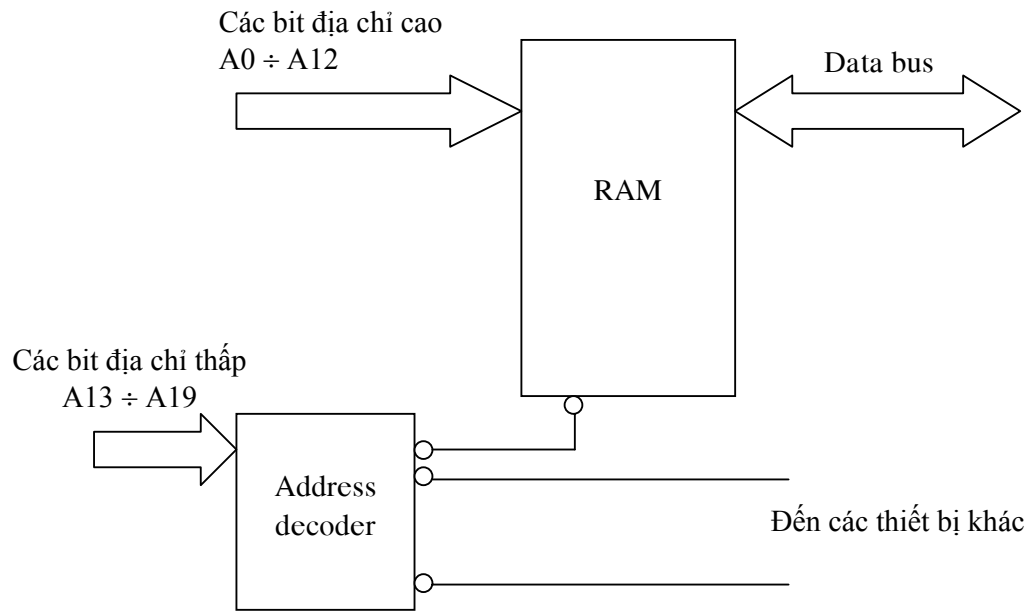 Các bit địa chỉ cao
A0 ÷ A12
Data bus
RAM
Các bit địa chỉ thấp
A13 ÷ A19
Address
decoder
Đến các thiết bị khác